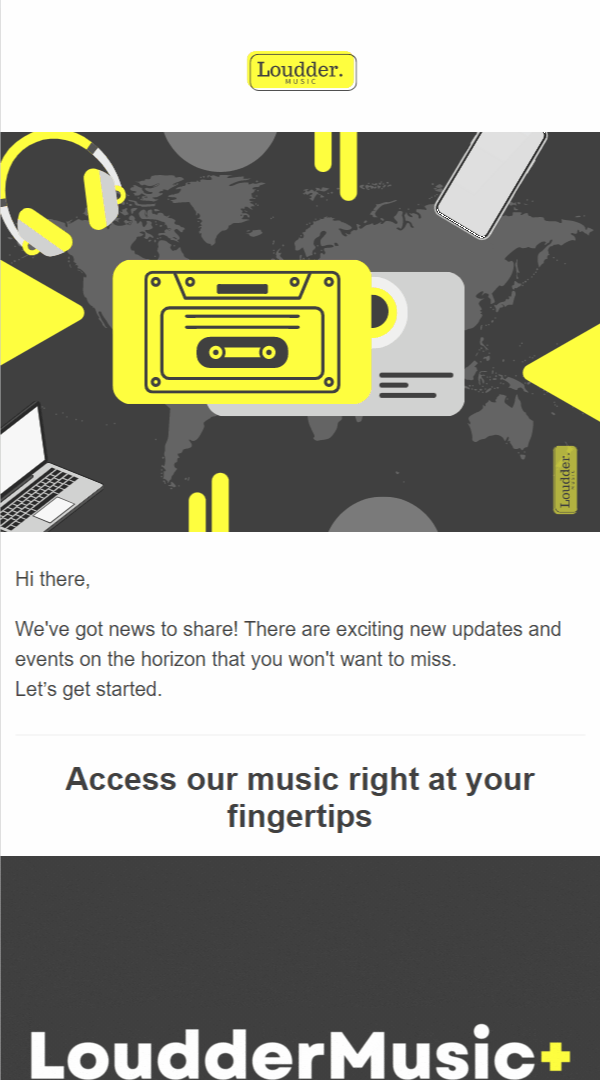 Loudder.
MUSIC
Loudder.
Hi there,
We've got news to share! There are exciting new updates and
events on the horizon that you won't want to miss.
Let’s get started.
Access our music right at your
fingertips
LoudderMusic+